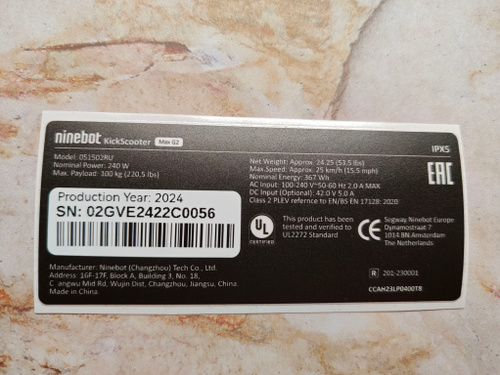 ninebot KickScooter Max G2
Model: 051502RU
Nominal Power: 240 W
Max. Payload: 100 kg (220,5 lbs)
Production Year: 2024
SN: 02GVE2422C0056
Manufacturer: Ninebot (Changzhou) Tech Co., Ltd.
Address: 16F-17F, Block A, Building 3, No. 18,
C angwu Mid Rd, Wujin Dist, Changzhou, Jiangsu, China.
Made in China.
IPX5
Net Weight: Approx. 24.25 (53.5 lbs)
Max.Speed: Approx. 25 km/h (15.5 mph)
Nominal Energy: 367 Wh
AC Input: 100-240 V~50-60 Hz 2.0 A MAX
DC Input (Optional): 42.0 V 5.0 A
Class 2 PLEV reference to EN/BS EN 17128: 2020
EAC
UL
CERTIFIED
This product has been
tested and verified to
UL2272 Standard
Segway Ninebot Europe
Dynamostraat 7
1014 BN Amsterdam
The Netherlands
R 201-230001
CCAH23LP0400T8